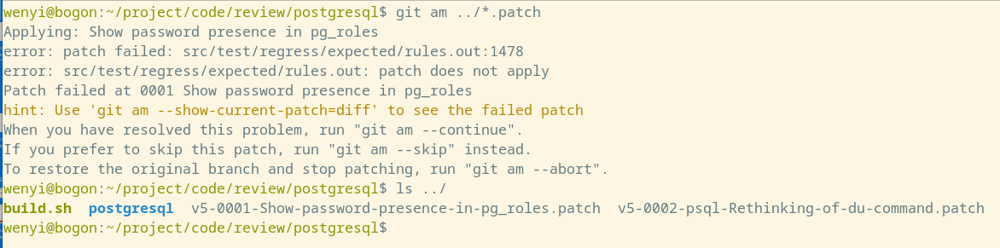 wenyi@bogon:~/project/code/review/postgresql$ git am ../*.patch
Applying: Show password presence in pg_roles
error: patch failed: src/test/regress/expected/rules.out:1478
error: src/test/regress/expected/rules.out: patch does not apply
Patch failed at 0001 Show password presence in pg_roles
hint: Use 'git am --show-current-patch=diff' to see the failed patch
When you have resolved this problem, run "git am --continue".
If you prefer to skip this patch, run "git am --skip" instead.
To restore the original branch and stop patching, run "git am --abort".
wenyi@bogon:~/project/code/review/postgresql$ ls ../
build.sh  postgresql  v5-0001-Show-password-presence-in-pg_roles.patch  v5-0002-psql-Rethinking-of-du-command.patch
wenyi@bogon:~/project/code/review/postgresql$